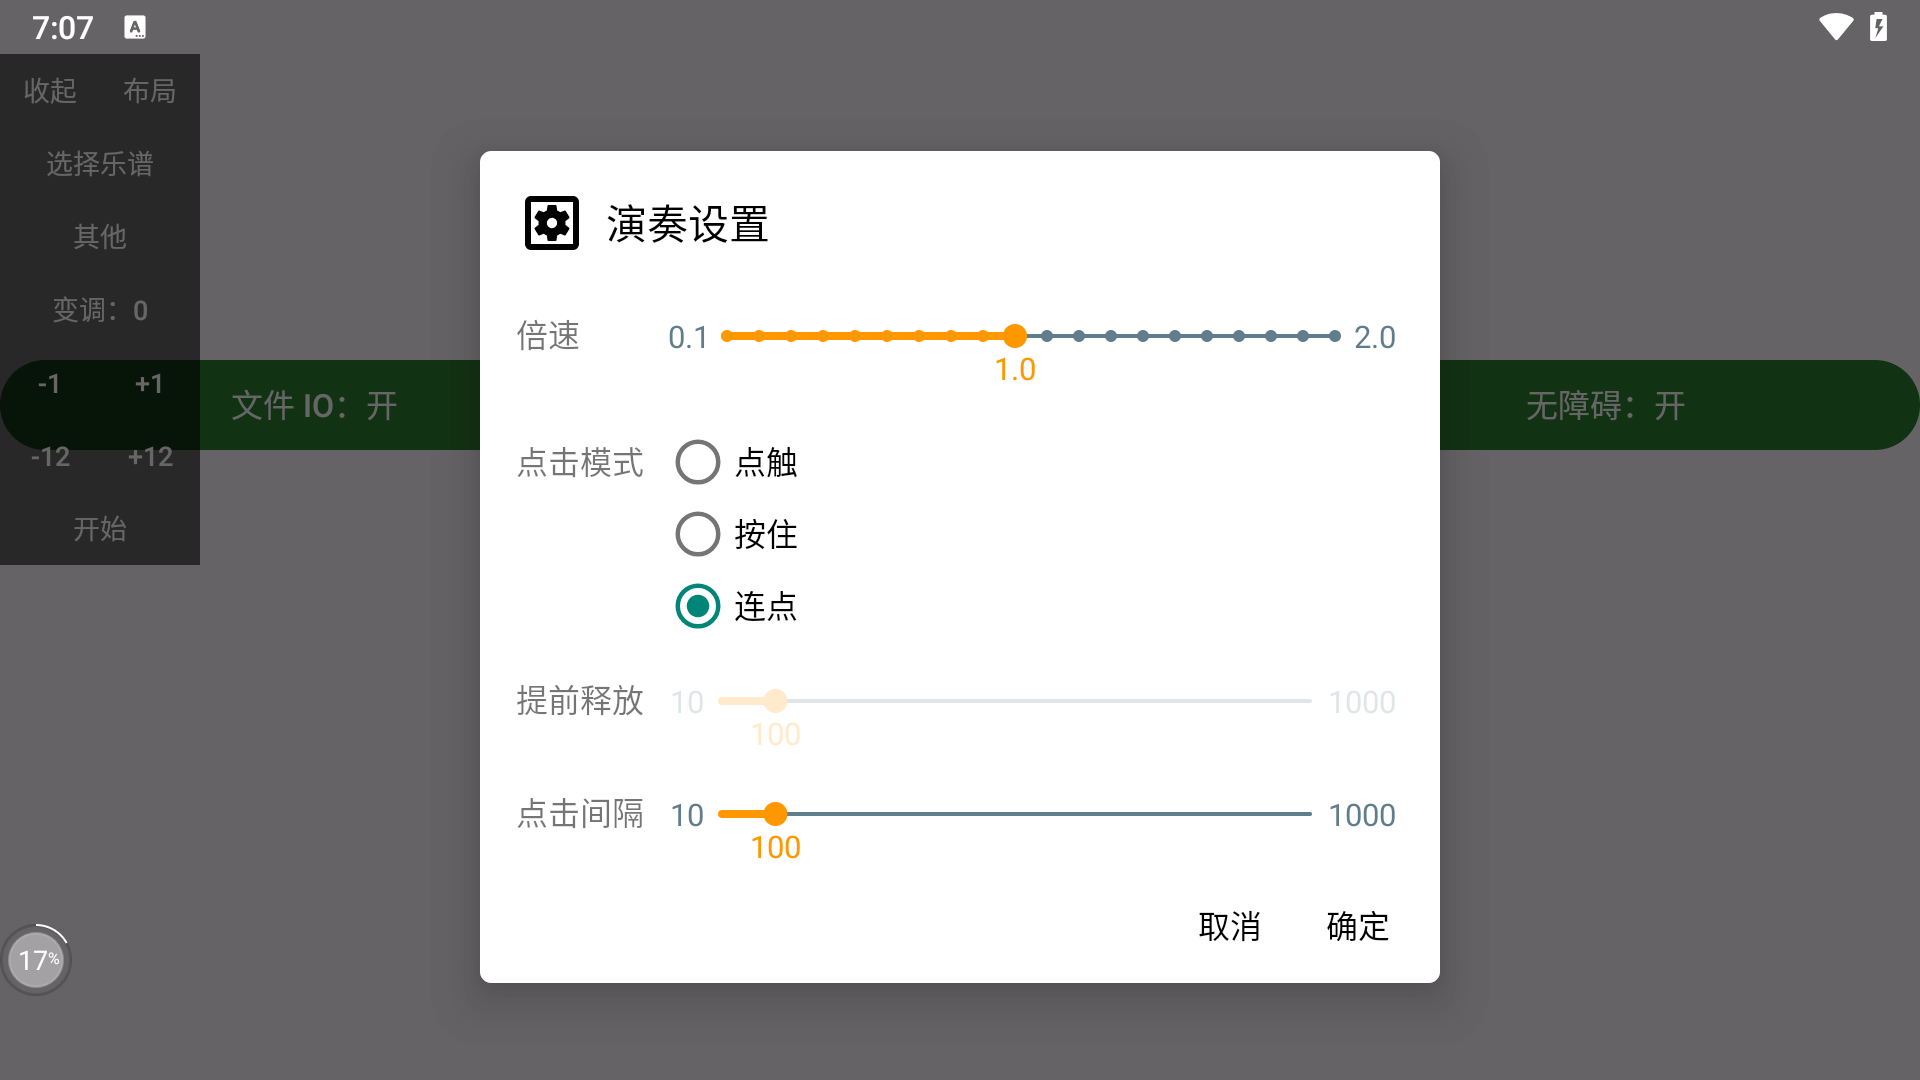 7:07
收起 布局
选择乐谱
其他
变调：0
-1 +1
-12 +12
开始
文件 IO：开
无障碍：开
演奏设置
倍速 0.1 2.0
1.0
点击模式 点触
按住
连点
提前释放 10 1000
100
点击间隔 10 1000
100
取消 确定
17%